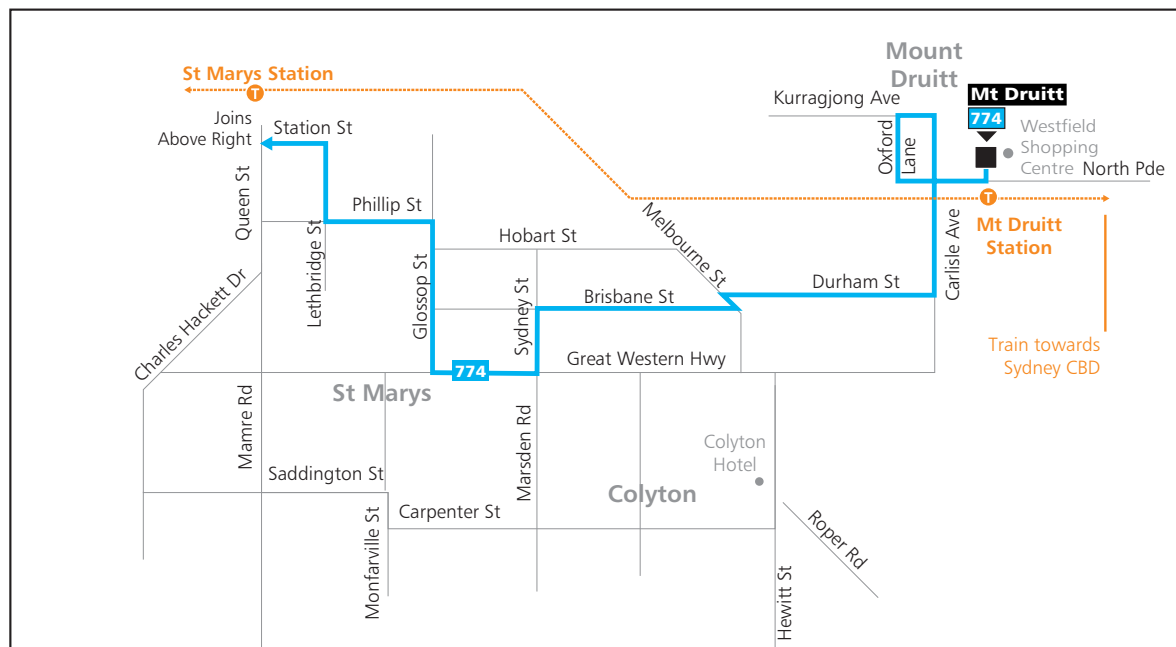 Mount
Druitt
St Marys Station
T
Mt Druitt
774
Kurragjong Ave
Joins
Above Right
Station St
Oxford
Lane
Westfield
Shopping
Centre
North Pde
Queen St
Phillip St
T
Mt Druitt
Station
Lethbridge St
Melbourne St
Hobart St
Carlisle Ave
Glossop St
Durham St
Sydney St
Brisbane St
Charles Hackett Dr
Train towards
Sydney CBD
774
Great Western Hwy
St Marys
Mamre Rd
Marsden Rd
Colyton
Hotel
Saddington St
Colyton
Carpenter St
Monfarville St
Roper Rd
Hewitt St